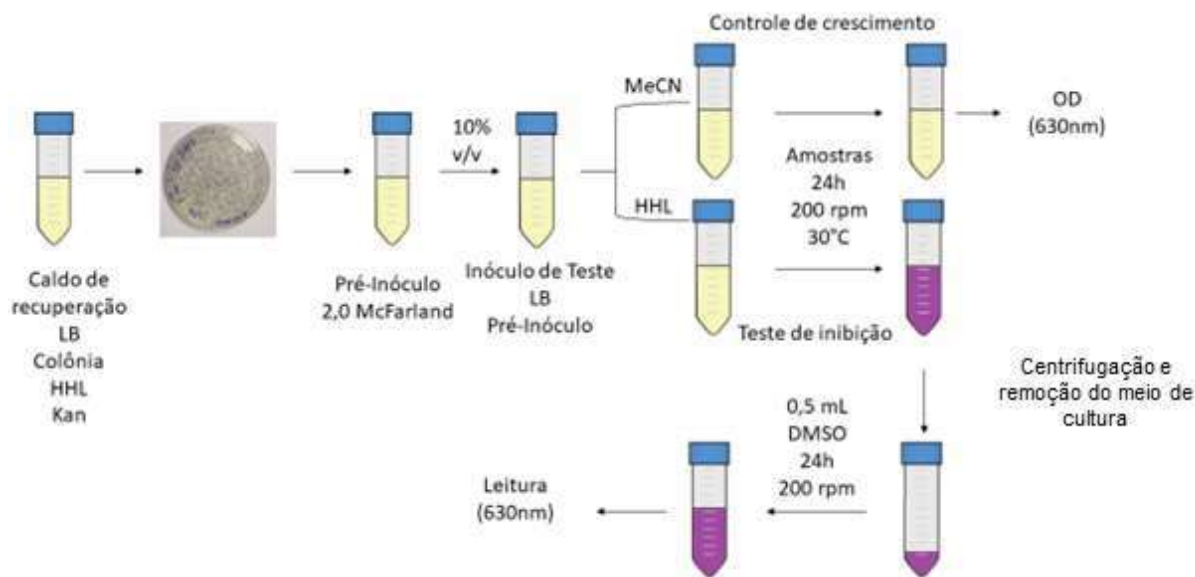 Controle de crescimento
MeCN
10%
v/v
OD
(630nm)
Amostras
24h
200 rpm
30°C
HHL
Caldo de
recuperação
LB
Colônia
HHL
Kan
Pré-Inóculo
2,0 McFarland
Inóculo de Teste
LB
Pré-Inóculo
Teste de inibição
Centrifugação e
remoção do meio de
cultura
0,5 mL
DMSO
24h
200 rpm
Leitura
(630nm)